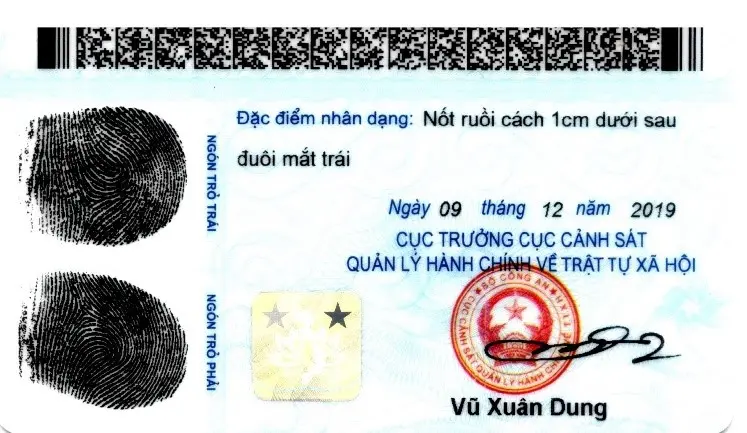 Đặc điểm nhân dạng: Nốt ruồi cách 1cm dưới sau
đuôi mắt trái
NGÓN TRỎ TRÁI
NGÓN TRỎ PHẢI
Ngày 09 tháng 12 năm 2019
CỤC TRƯỞNG CỤC CẢNH SÁT
QUẢN LÝ HÀNH CHÍNH VỀ TRẬT TỰ XÃ HỘI
BỘ CÔNG AN
CỤC CẢNH SÁT QUẢN LÝ HÀNH CHÍNH
Vũ Xuân Dung